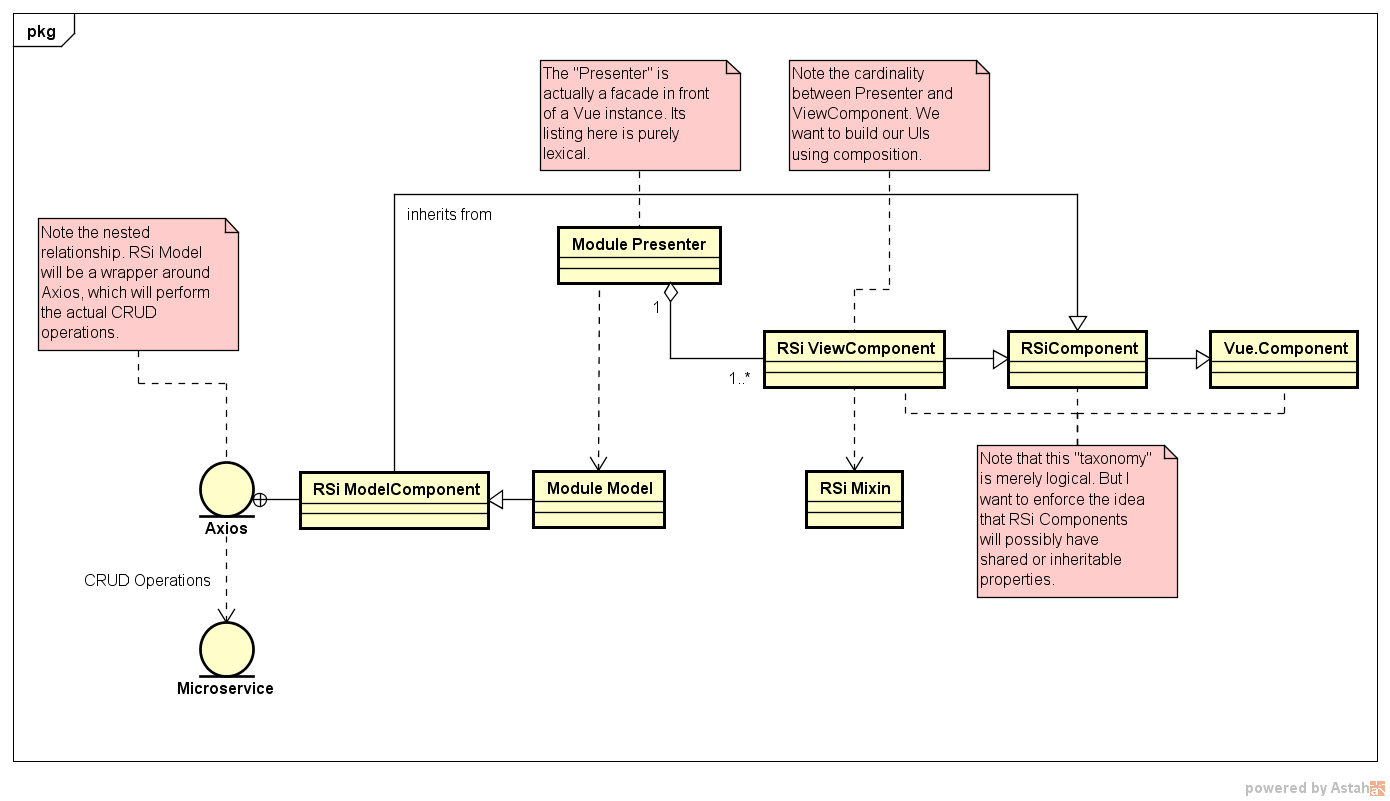 pkg
The "Presenter" is
actually a facade in front
of a Vue instance. Its
listing here is purely
lexical.
Note the cardinality
between Presenter and
ViewComponent. We
want to build our UIs
using composition.
inherits from
Note the nested
relationship. RSi Model
will be a wrapper around
Axios, which will perform
the actual CRUD
operations.
Module Presenter
1
1..*
RSi ViewComponent
RSiComponent
Vue.Component
Axios
RSi ModelComponent
Module Model
RSi Mixin
Note that this "taxonomy"
is merely logical. But I
want to enforce the idea
that RSi Components
will possibly have
shared or inheritable
properties.
CRUD Operations
Microservice
powered by Astah